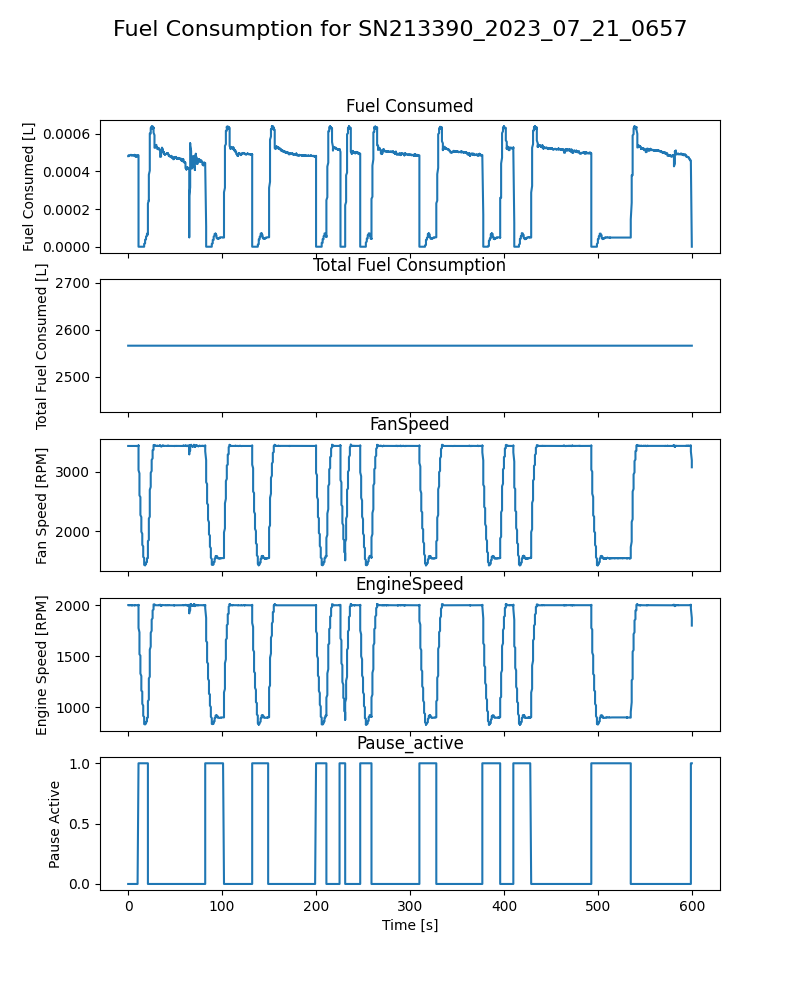 Fuel Consumption for SN213390_2023_07_21_0657
Fuel Consumed
Fuel Consumed [L]
0.0006
0.0004
0.0002
0.0000
Total Fuel Consumption
Total Fuel Consumed [L]
2700
2600
2500
FanSpeed
Fan Speed [RPM]
3000
2000
EngineSpeed
Engine Speed [RPM]
2000
1500
1000
Pause_active
Pause Active
1.0
0.5
0.0
0 100 200 300 400 500 600
Time [s]